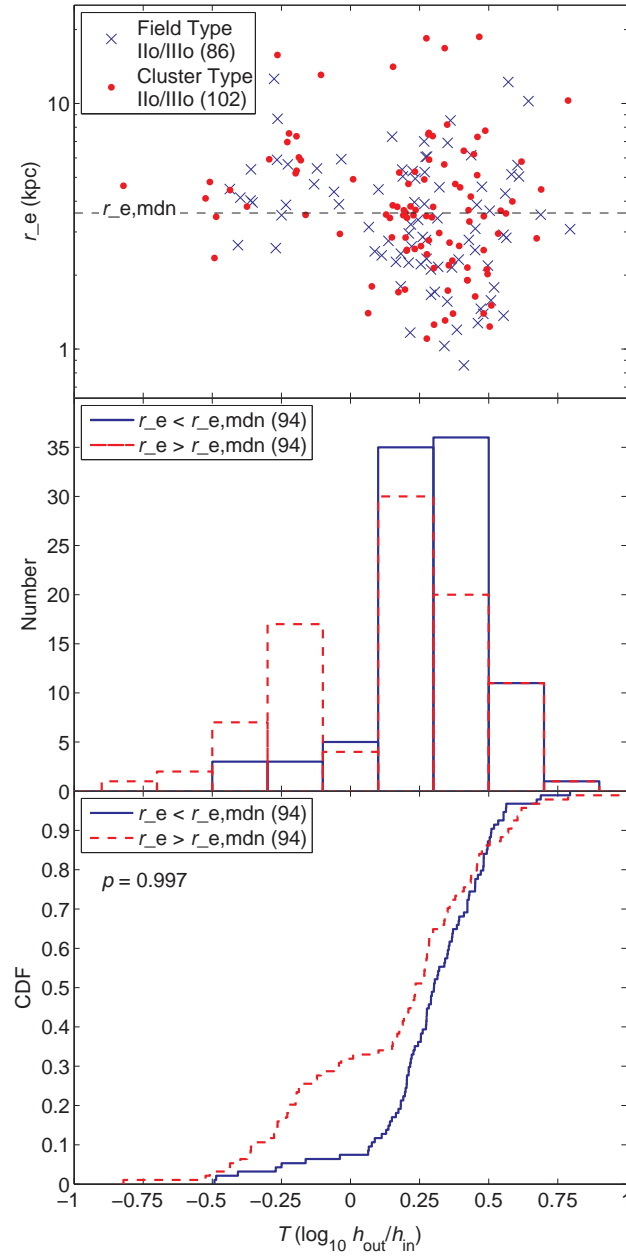 10
1
r_e (kpc)
Field Type
IIo/IIIo (86)
Cluster Type
IIo/IIIo (102)
r_e,mdn
r_e < r_e,mdn (94)
r_e > r_e,mdn (94)
35
30
25
20
15
10
5
0
Number
r_e < r_e,mdn (94)
r_e > r_e,mdn (94)
p = 0.997
0.9
0.8
0.7
0.6
0.5
0.4
0.3
0.2
0.1
0
CDF
−1 −0.75 −0.5 −0.25 0 0.25 0.5 0.75 1
T (log10 hout/hin)